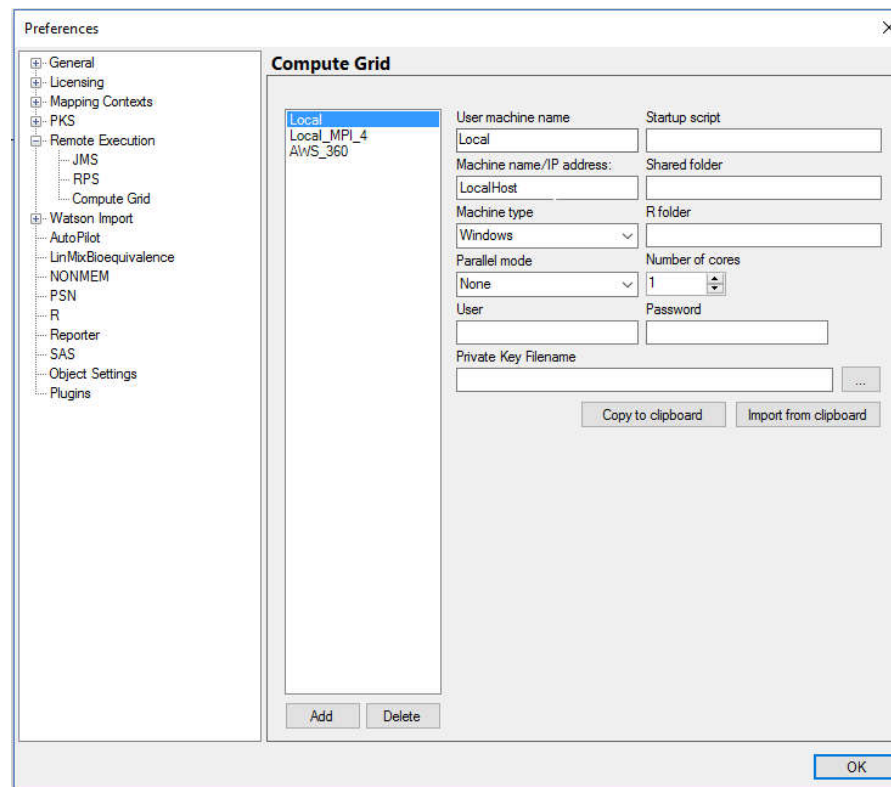 Preferences
General
Licensing
Mapping Contexts
PKS
Remote Execution
JMS
RPS
Compute Grid
Watson Import
AutoPilot
LinMixBioequivalence
NONMEM
PSN
R
Reporter
SAS
Object Settings
Plugins
Compute Grid
Local
Local_MPI_4
AWS_360
Add
Delete
User machine name
Startup script
Local
Machine name/IP address:
Shared folder
LocalHost
Machine type
R folder
Windows
Parallel mode
Number of cores
None
1
User
Password
Private Key Filename
...
Copy to clipboard
Import from clipboard
OK